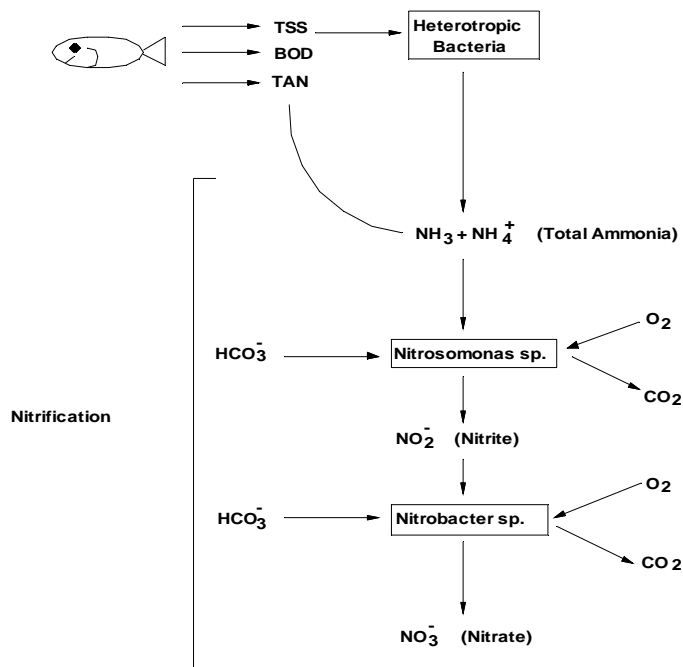 TSS
BOD
TAN
Heterotropic
Bacteria
NH₃ + NH₄⁺ (Total Ammonia)
HCO₃⁻
Nitrosomonas sp.
O₂
CO₂
Nitrification
NO₂⁻ (Nitrite)
HCO₃⁻
Nitrobacter sp.
O₂
CO₂
NO₃⁻ (Nitrate)